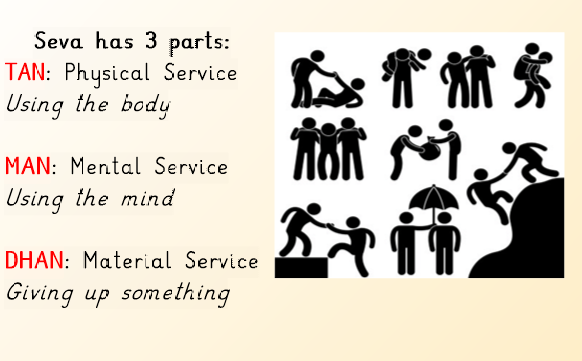 Seva has 3 parts:
TAN: Physical Service
Using the body
MAN: Mental Service
Using the mind
DHAN: Material Service
Giving up something